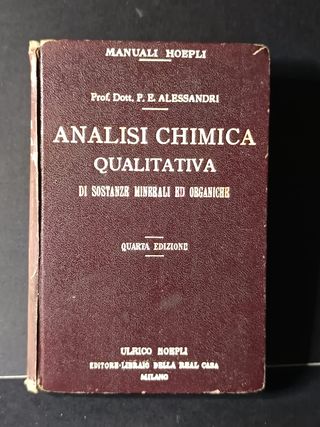 MANUALI HOEPLI
Prof. Dott. P. E. ALESSANDRI
ANALISI CHIMICA
QUALITATIVA
DI SOSTANZE MINERALI ED ORGANICHE
QUARTA EDIZIONE
ULRICO HOEPLI
EDITORE-LIBRAIO DELLA REAL CASA
MILANO